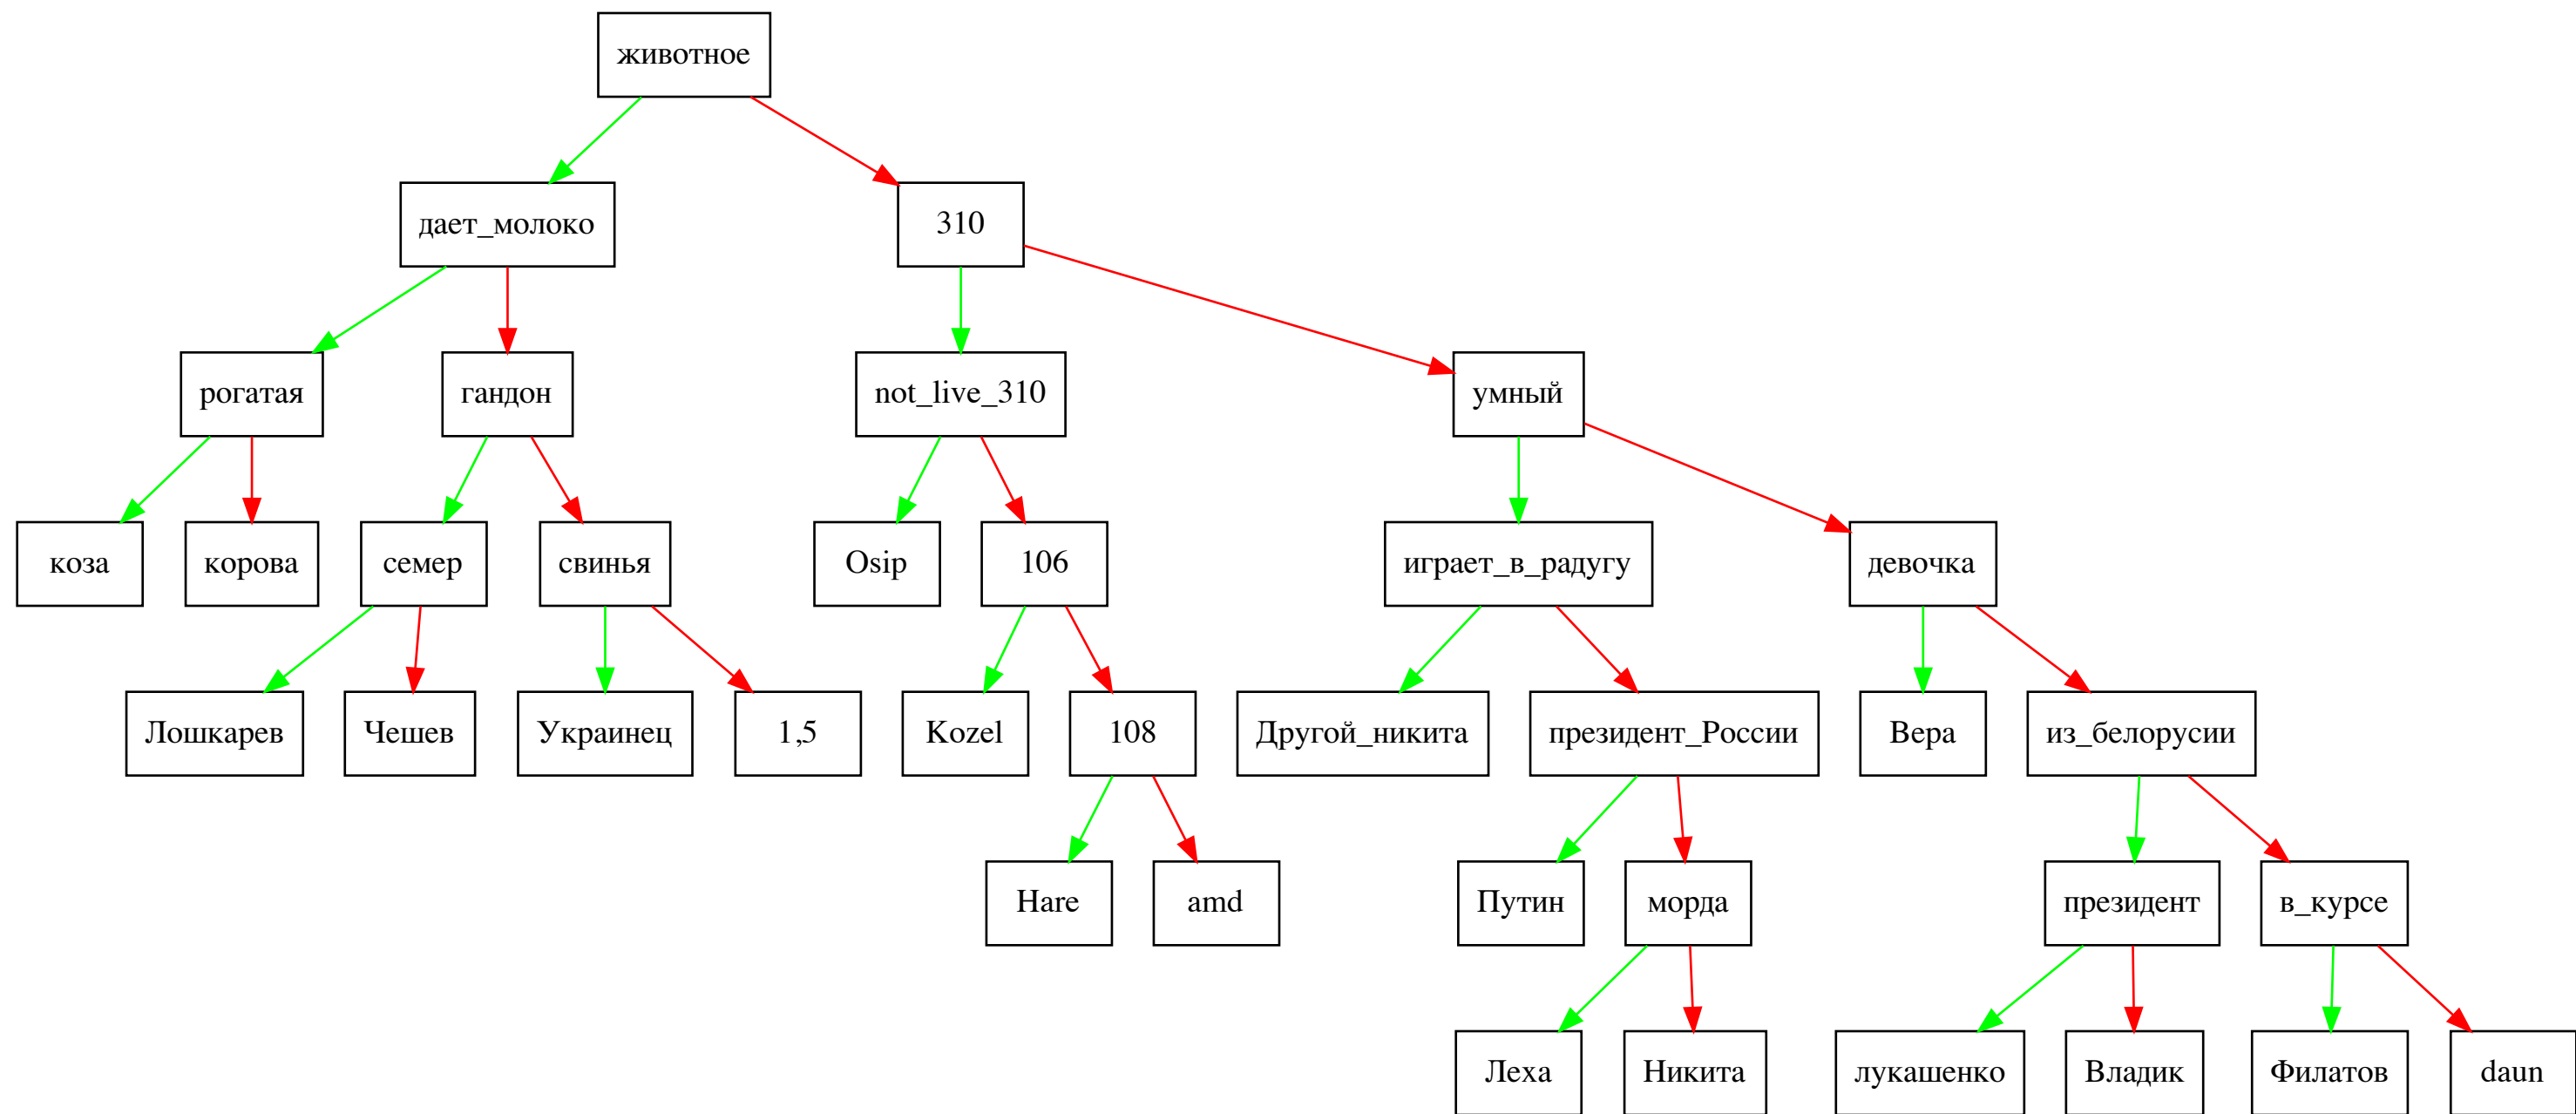 животное
дает_молоко
310
рогатая
гандон
not_live_310
умный
коза
корова
семер
свинья
Osip
106
играет_в_радугу
девочка
Лошкарев
Чешев
Украинец
1,5
Kozel
108
Другой_никита
президент_России
Вера
из_белорусии
Hare
amd
Путин
морда
президент
в_курсе
Леха
Никита
лукашенко
Владик
Филатов
daun